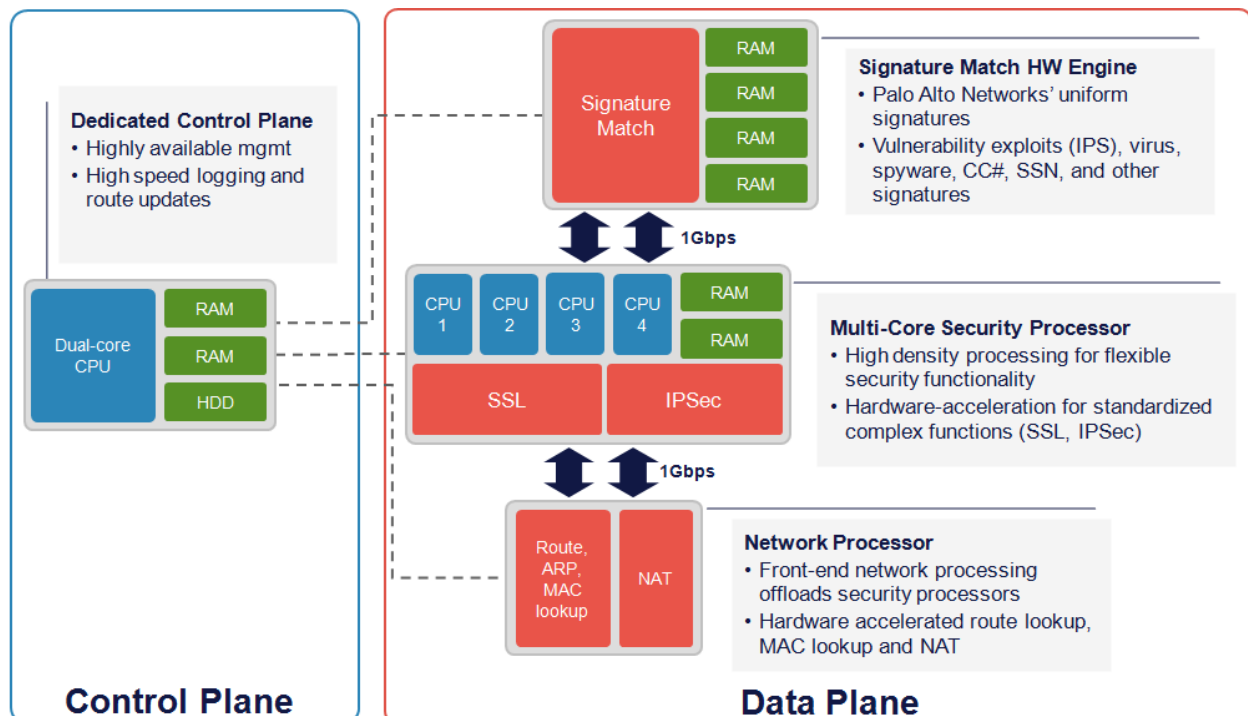 Dedicated Control Plane
• Highly available mgmt
• High speed logging and
route updates
Dual-core
CPU
RAM
RAM
HDD
Control Plane
Signature
Match
RAM
RAM
RAM
RAM
Signature Match HW Engine
• Palo Alto Networks’ uniform
signatures
• Vulnerability exploits (IPS), virus,
spyware, CC#, SSN, and other
signatures
1Gbps
CPU
1
CPU
2
CPU
3
CPU
4
RAM
RAM
SSL
IPSec
Multi-Core Security Processor
• High density processing for flexible
security functionality
• Hardware-acceleration for standardized
complex functions (SSL, IPSec)
1Gbps
Route,
ARP,
MAC
lookup
NAT
Network Processor
• Front-end network processing
offloads security processors
• Hardware accelerated route lookup,
MAC lookup and NAT
Data Plane